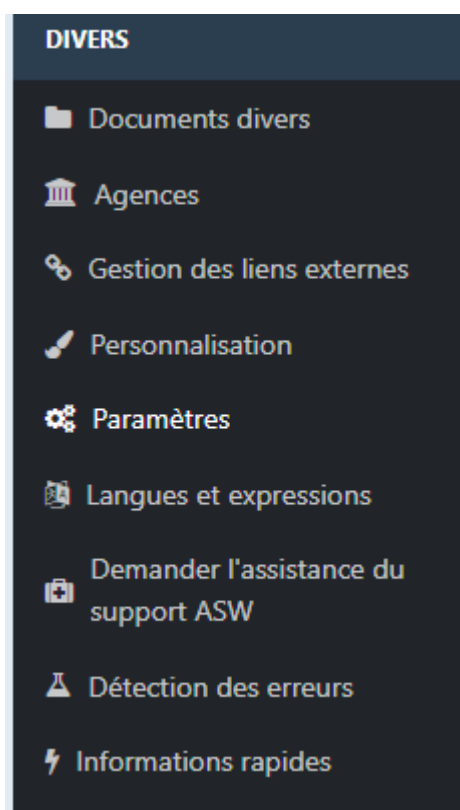 DIVERS
Documents divers
Agences
Gestion des liens externes
Personnalisation
Paramètres
Langues et expressions
Demander l'assistance du
support ASW
Détection des erreurs
Informations rapides